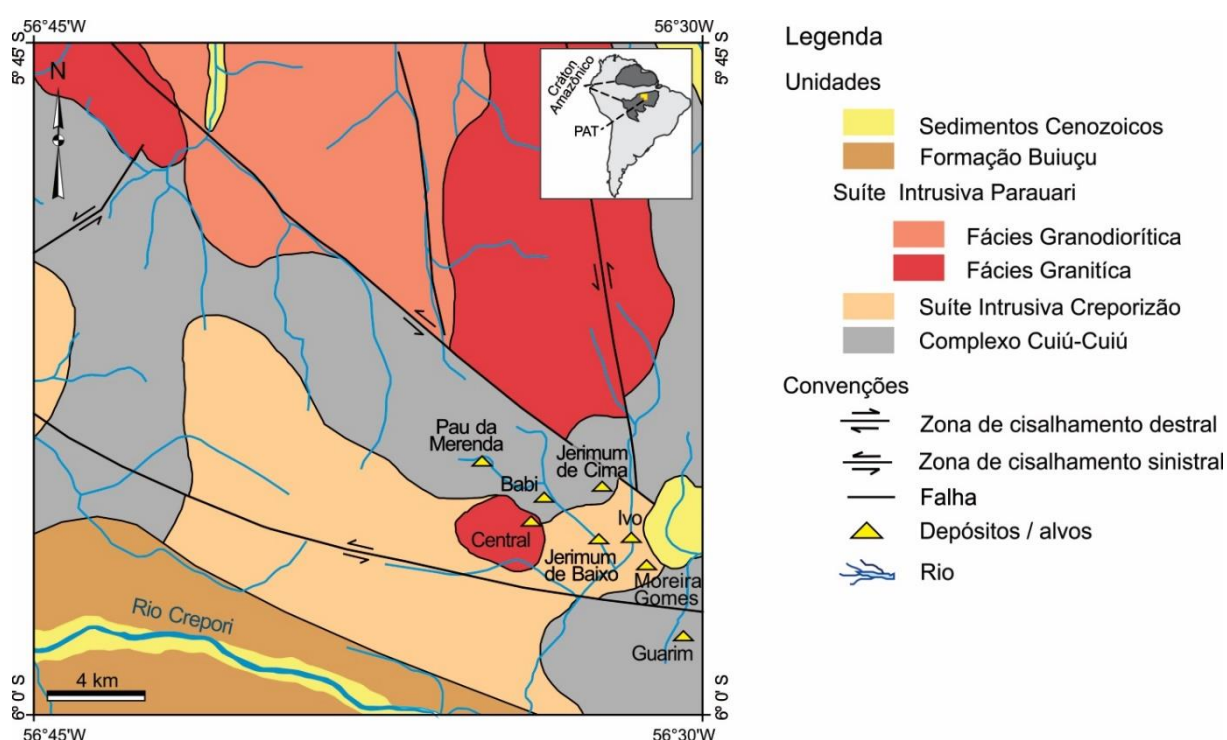 56°45'W
56°30'W
5° 45' S
5° 45' S
N
Cráton
Amazônico
PAT
Pau da
Merenda
Jerimum
de Cima
Babi
Ivo
Central
Jerimum
de Baixo
Moreira
Gomes
Guarim
Rio Crepori
4 km
6° 0' S
6° 0' S
56°45'W
56°30'W
Legenda
Unidades
Sedimentos Cenozoicos
Formação Buiuçu
Suíte Intrusiva Parauari
Fácies Granodiorítica
Fácies Granitíca
Suíte Intrusiva Creporizão
Complexo Cuiú-Cuiú
Convenções
Zona de cisalhamento destral
Zona de cisalhamento sinistral
Falha
Depósitos / alvos
Rio